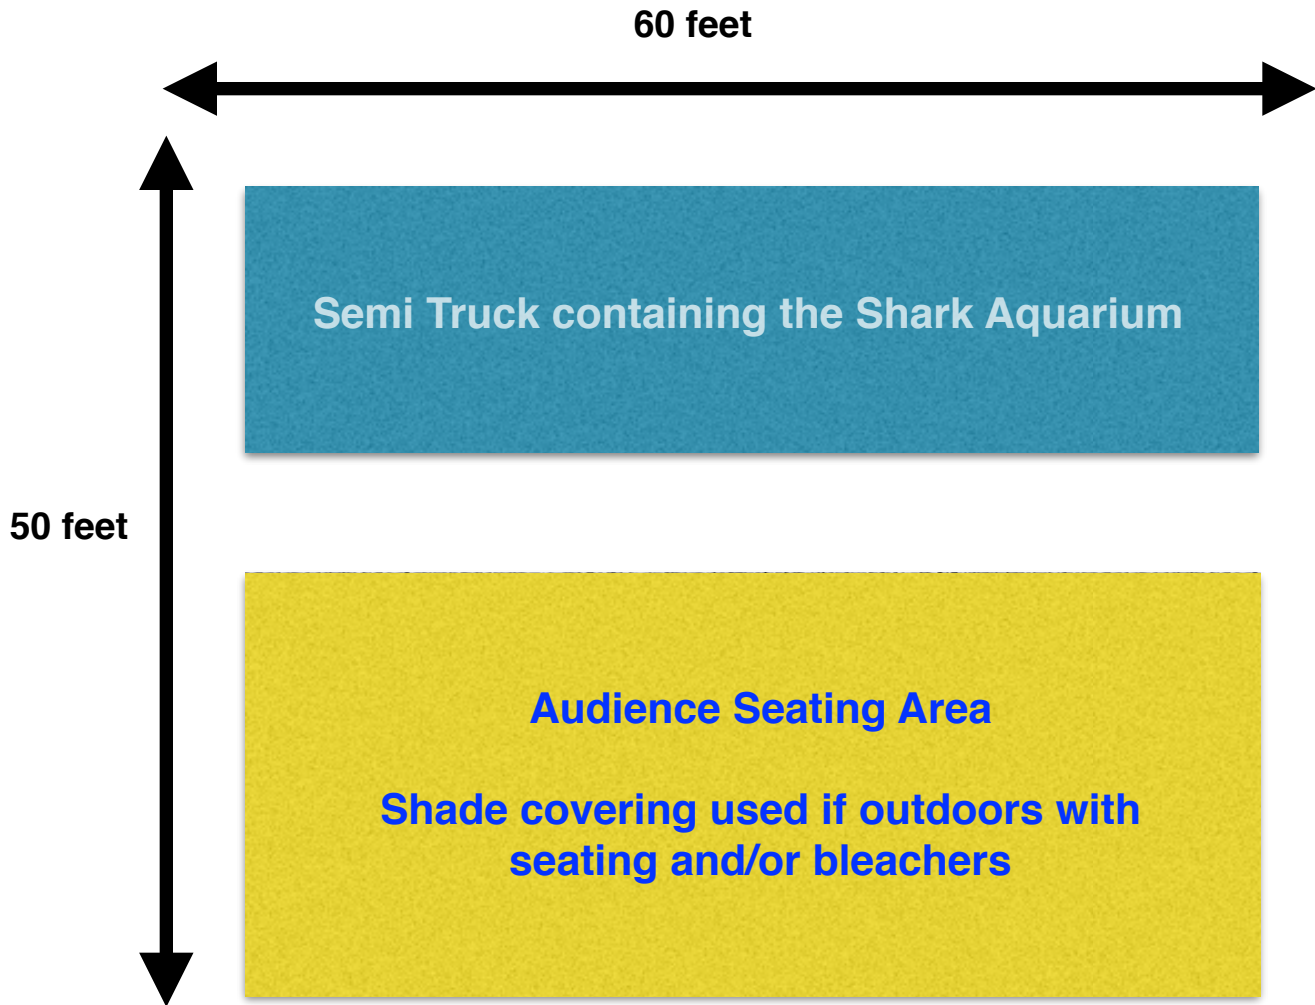 60 feet
Semi Truck containing the Shark Aquarium
50 feet
Audience Seating Area
Shade covering used if outdoors with
seating and/or bleachers